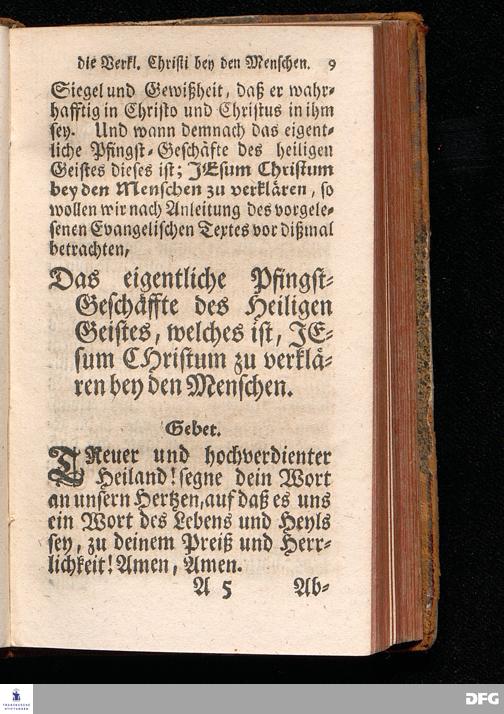 die Verkl. Christi bey den Menschen. 9
Siegel und Gewißheit, daß er wahr-
hafftig in Christo und Christus in ihm
sey. Und wann demnach das eigent-
liche Pfingst-Geschäfte des heiligen
Geistes dieses ist; JEsum Christum
bey den Menschen zu verklären, so
wollen wir nach Anleitung des vorgele-
senen Evangelischen Textes vor dißmal
betrachten,
Das eigentliche Pfingst-
Geschäffte des Heiligen
Geistes, welches ist, JE-
sum CHristum zu verklä-
ren bey den Menschen.
Gebet.
TReuer und hochverdienter
Heiland! segne dein Wort
an unsern Hertzen, auf daß es uns
ein Wort des Lebens und Heyls
sey, zu deinem Preiß und Herr-
lichkeit! Amen, Amen.
A 5 Ab-
FRANCKESCHE
STIFTUNGEN
DFG